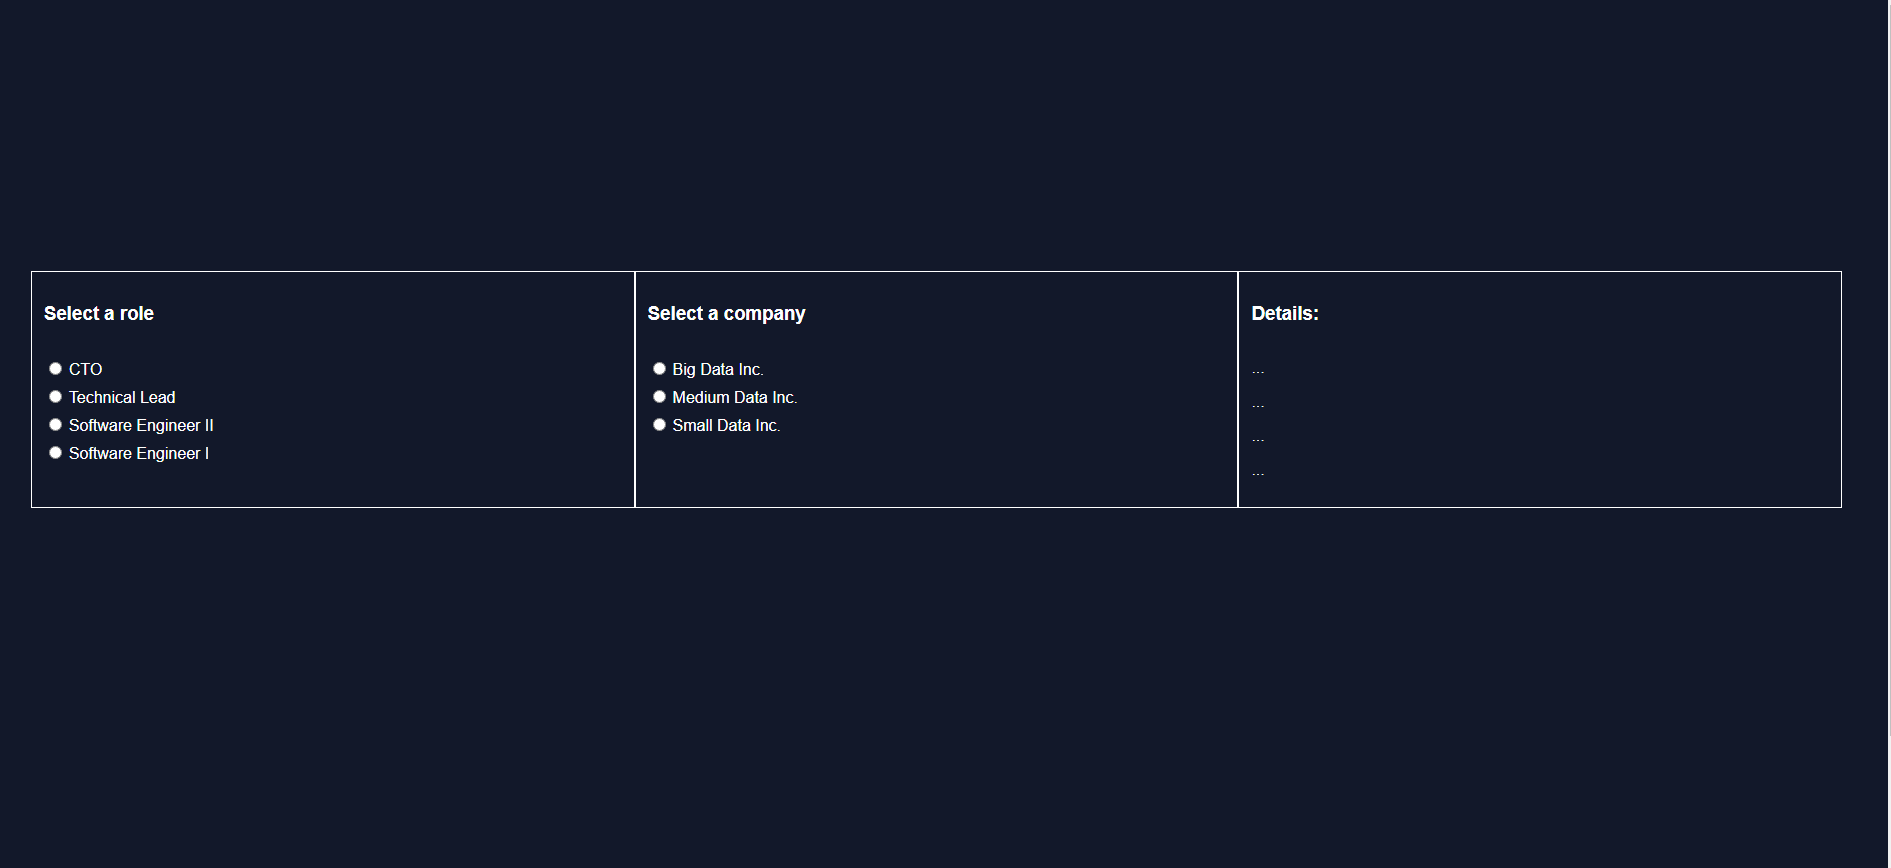 Select a role
CTO
Technical Lead
Software Engineer II
Software Engineer I
Select a company
Big Data Inc.
Medium Data Inc.
Small Data Inc.
Details:
...
...
...
...